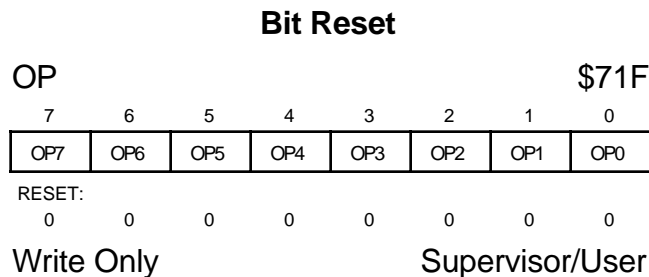 Bit Reset
OP $71F
7 6 5 4 3 2 1 0
OP7 OP6 OP5 OP4 OP3 OP2 OP1 OP0
RESET:
0 0 0 0 0 0 0 0
Write Only Supervisor/User